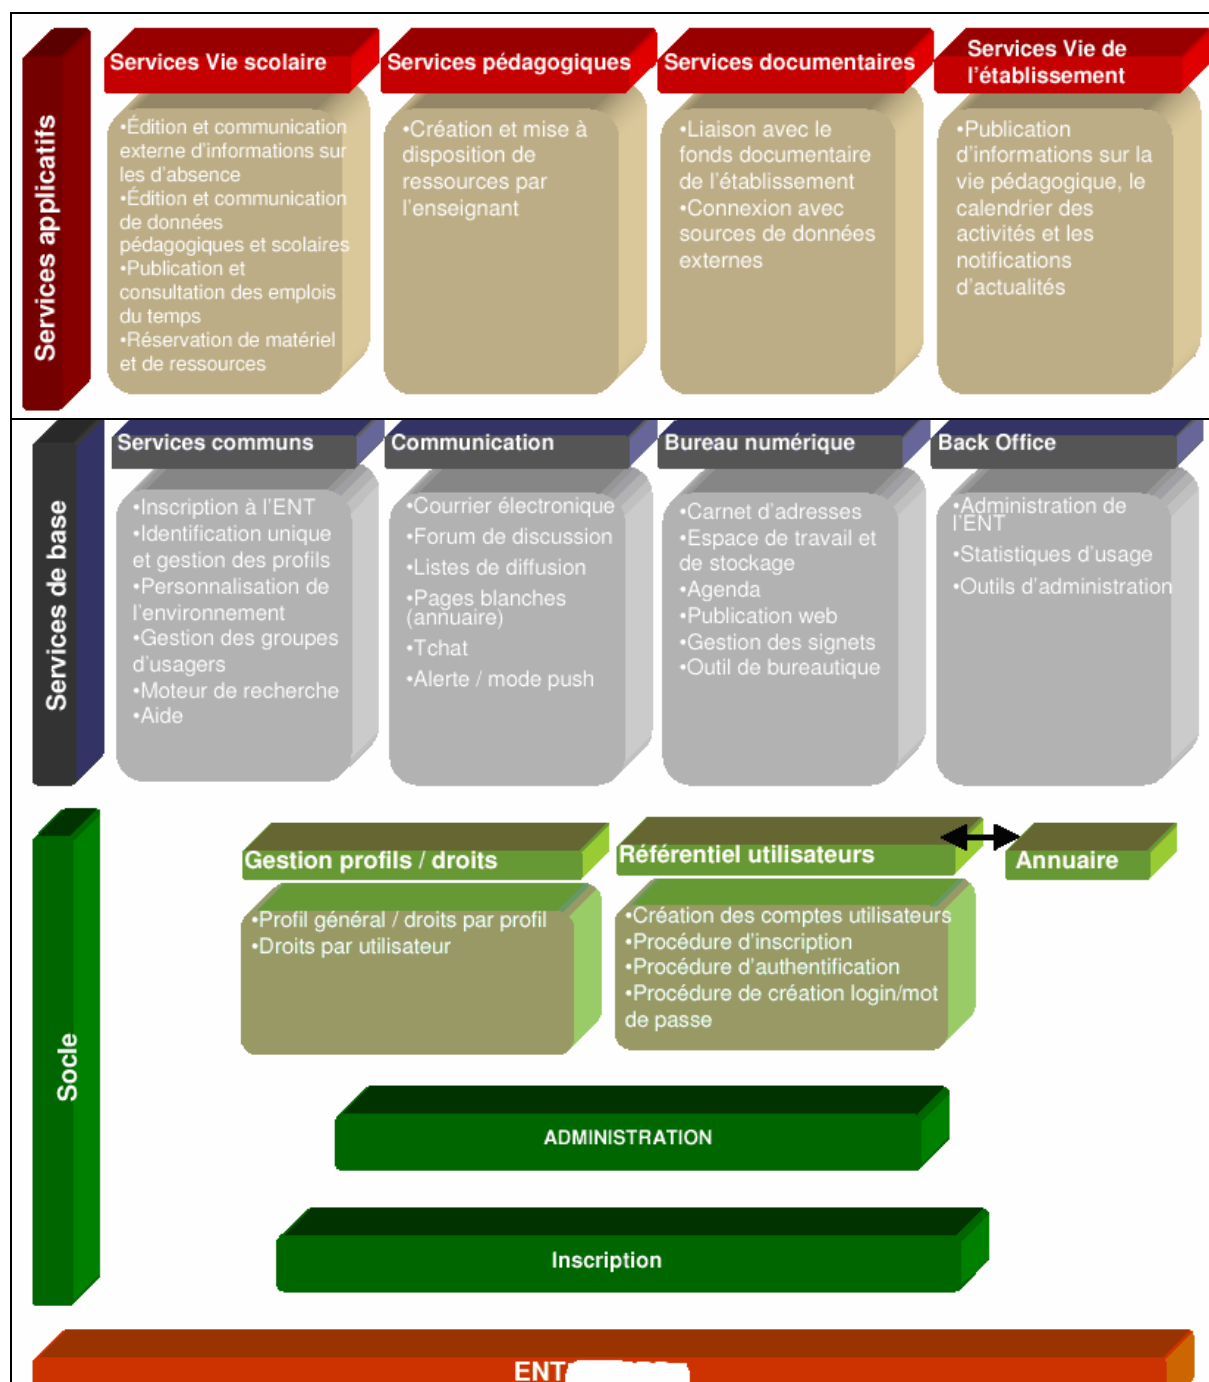 Services applicatifs
Services Vie scolaire
•Édition et communication
externe d'informations sur
les d'absence
•Édition et communication
de données
pédagogiques et scolaires
•Publication et
consultation des emplois
du temps
•Réservation de matériel
et de ressources
Services pédagogiques
•Création et mise à
disposition de
ressources par
l'enseignant
Services documentaires
•Liaison avec le
fonds documentaire
de l'établissement
•Connexion avec
sources de données
externes
Services Vie de
l'établissement
•Publication
d'informations sur la
vie pédagogique, le
calendrier des
activités et les
notifications
d'actualités
Services de base
Services communs
•Inscription à l'ENT
•Identification unique
et gestion des profils
•Personnalisation de
l'environnement
•Gestion des groupes
d'usagers
•Moteur de recherche
•Aide
Communication
•Courrier électronique
•Forum de discussion
•Listes de diffusion
•Pages blanches
(annuaire)
•Tchat
•Alerte / mode push
Bureau numérique
•Carnet d'adresses
•Espace de travail et
de stockage
•Agenda
•Publication web
•Gestion des signets
•Outil de bureautique
Back Office
•Administration de
l'ENT
•Statistiques d'usage
•Outils d'administration
Socle
Gestion profils / droits
•Profil général / droits par profil
•Droits par utilisateur
Référentiel utilisateurs
•Création des comptes utilisateurs
•Procédure d'inscription
•Procédure d'authentification
•Procédure de création login/mot
de passe
Annuaire
ADMINISTRATION
Inscription
ENT